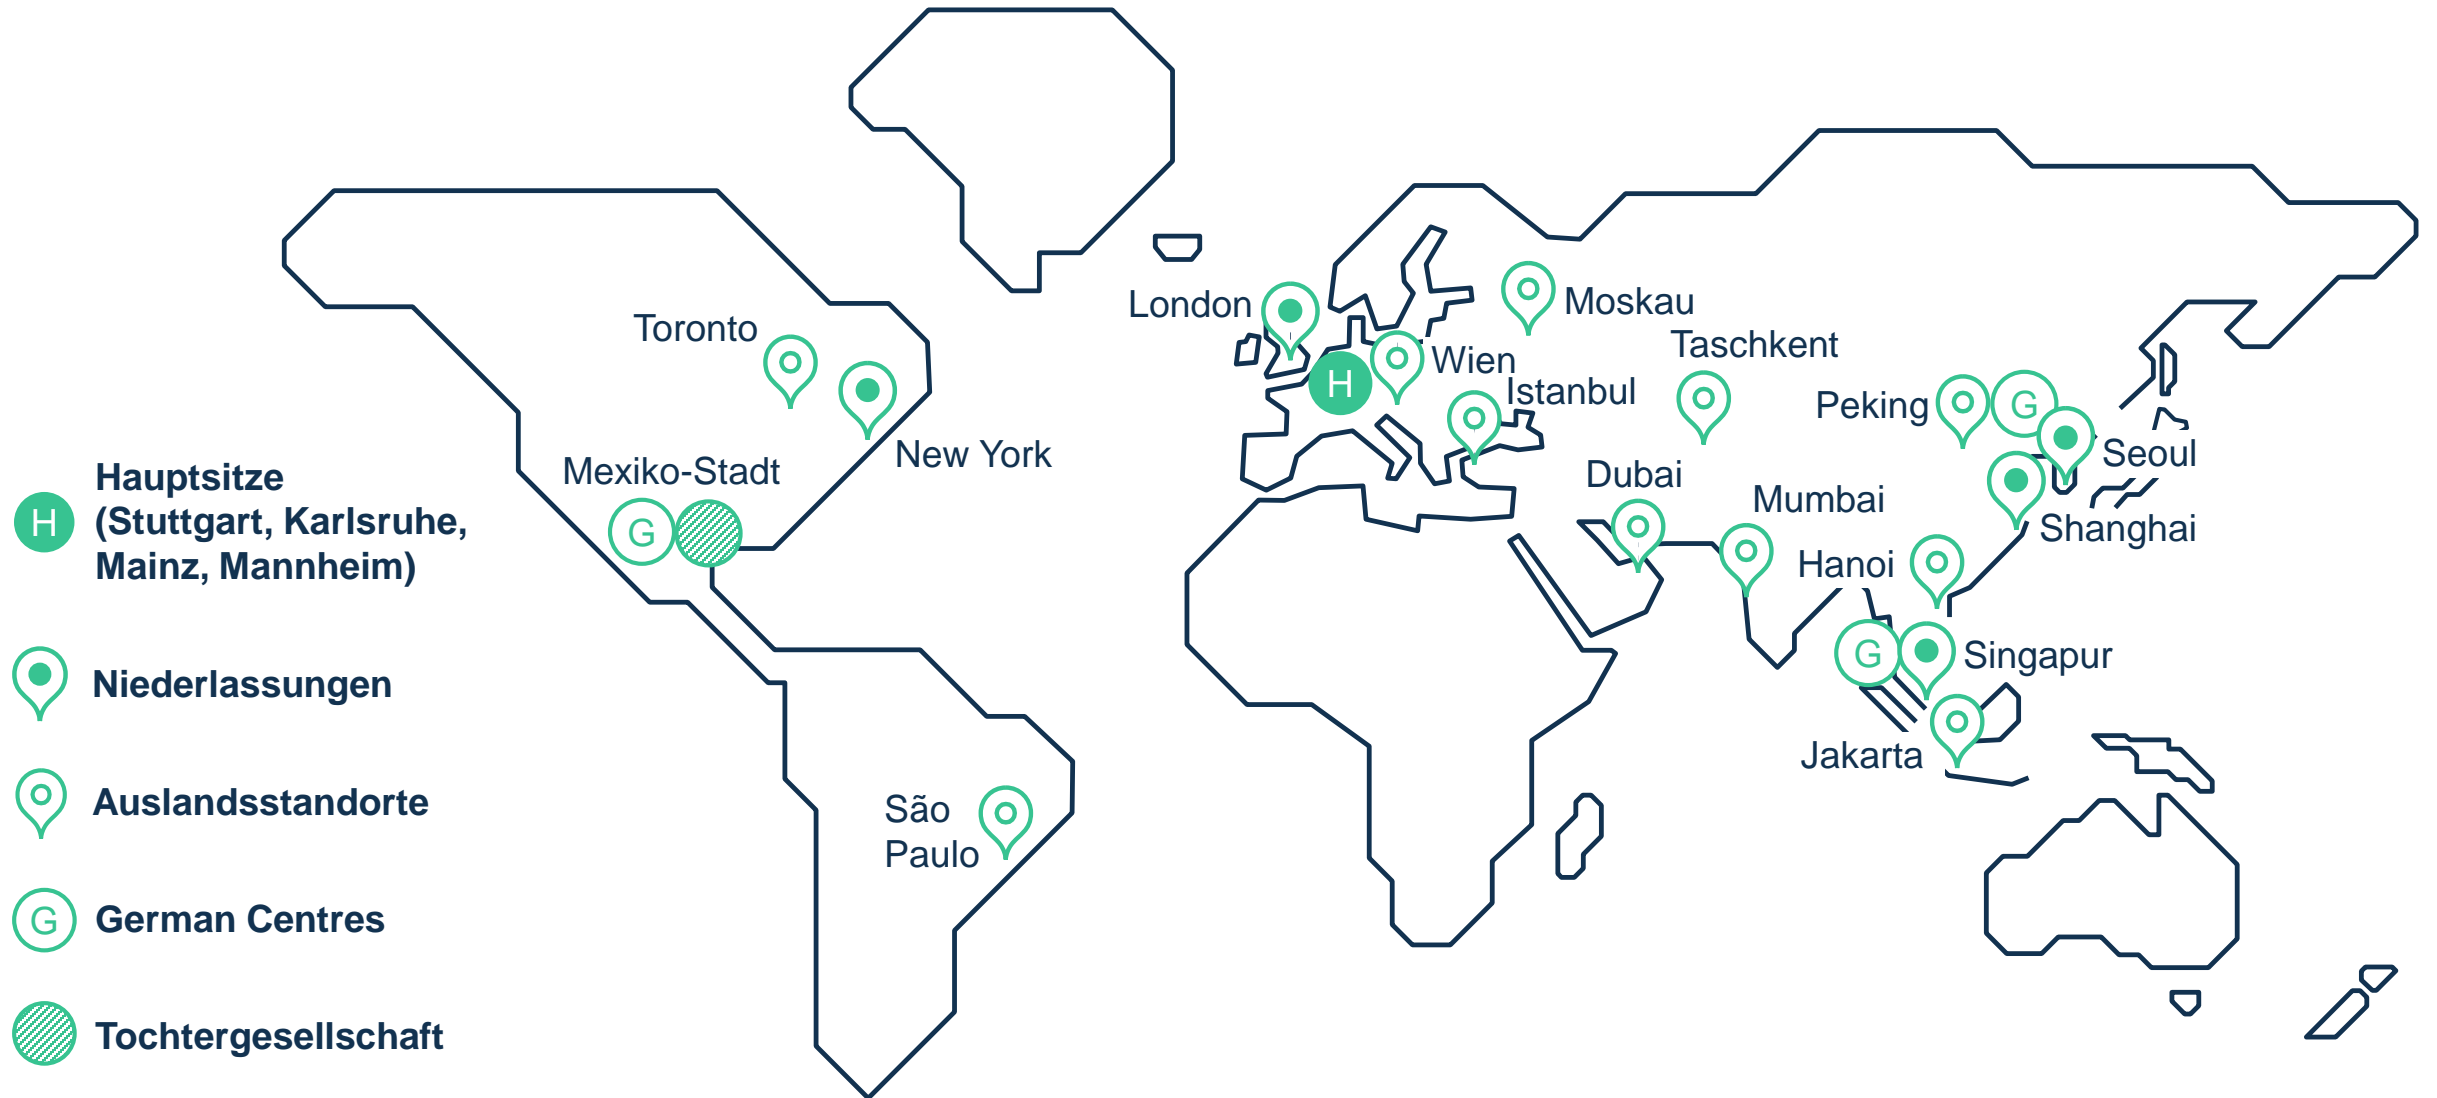 London
Moskau
Toronto
Taschkent
Wien
Istanbul
H
Peking
G
New York
Seoul
Mexiko-Stadt
Dubai
Mumbai
Shanghai
G
Hanoi
G
Singapur
Jakarta
São
Paulo
H
Hauptsitze
(Stuttgart, Karlsruhe,
Mainz, Mannheim)
Niederlassungen
Auslandsstandorte
G
German Centres
Tochtergesellschaft